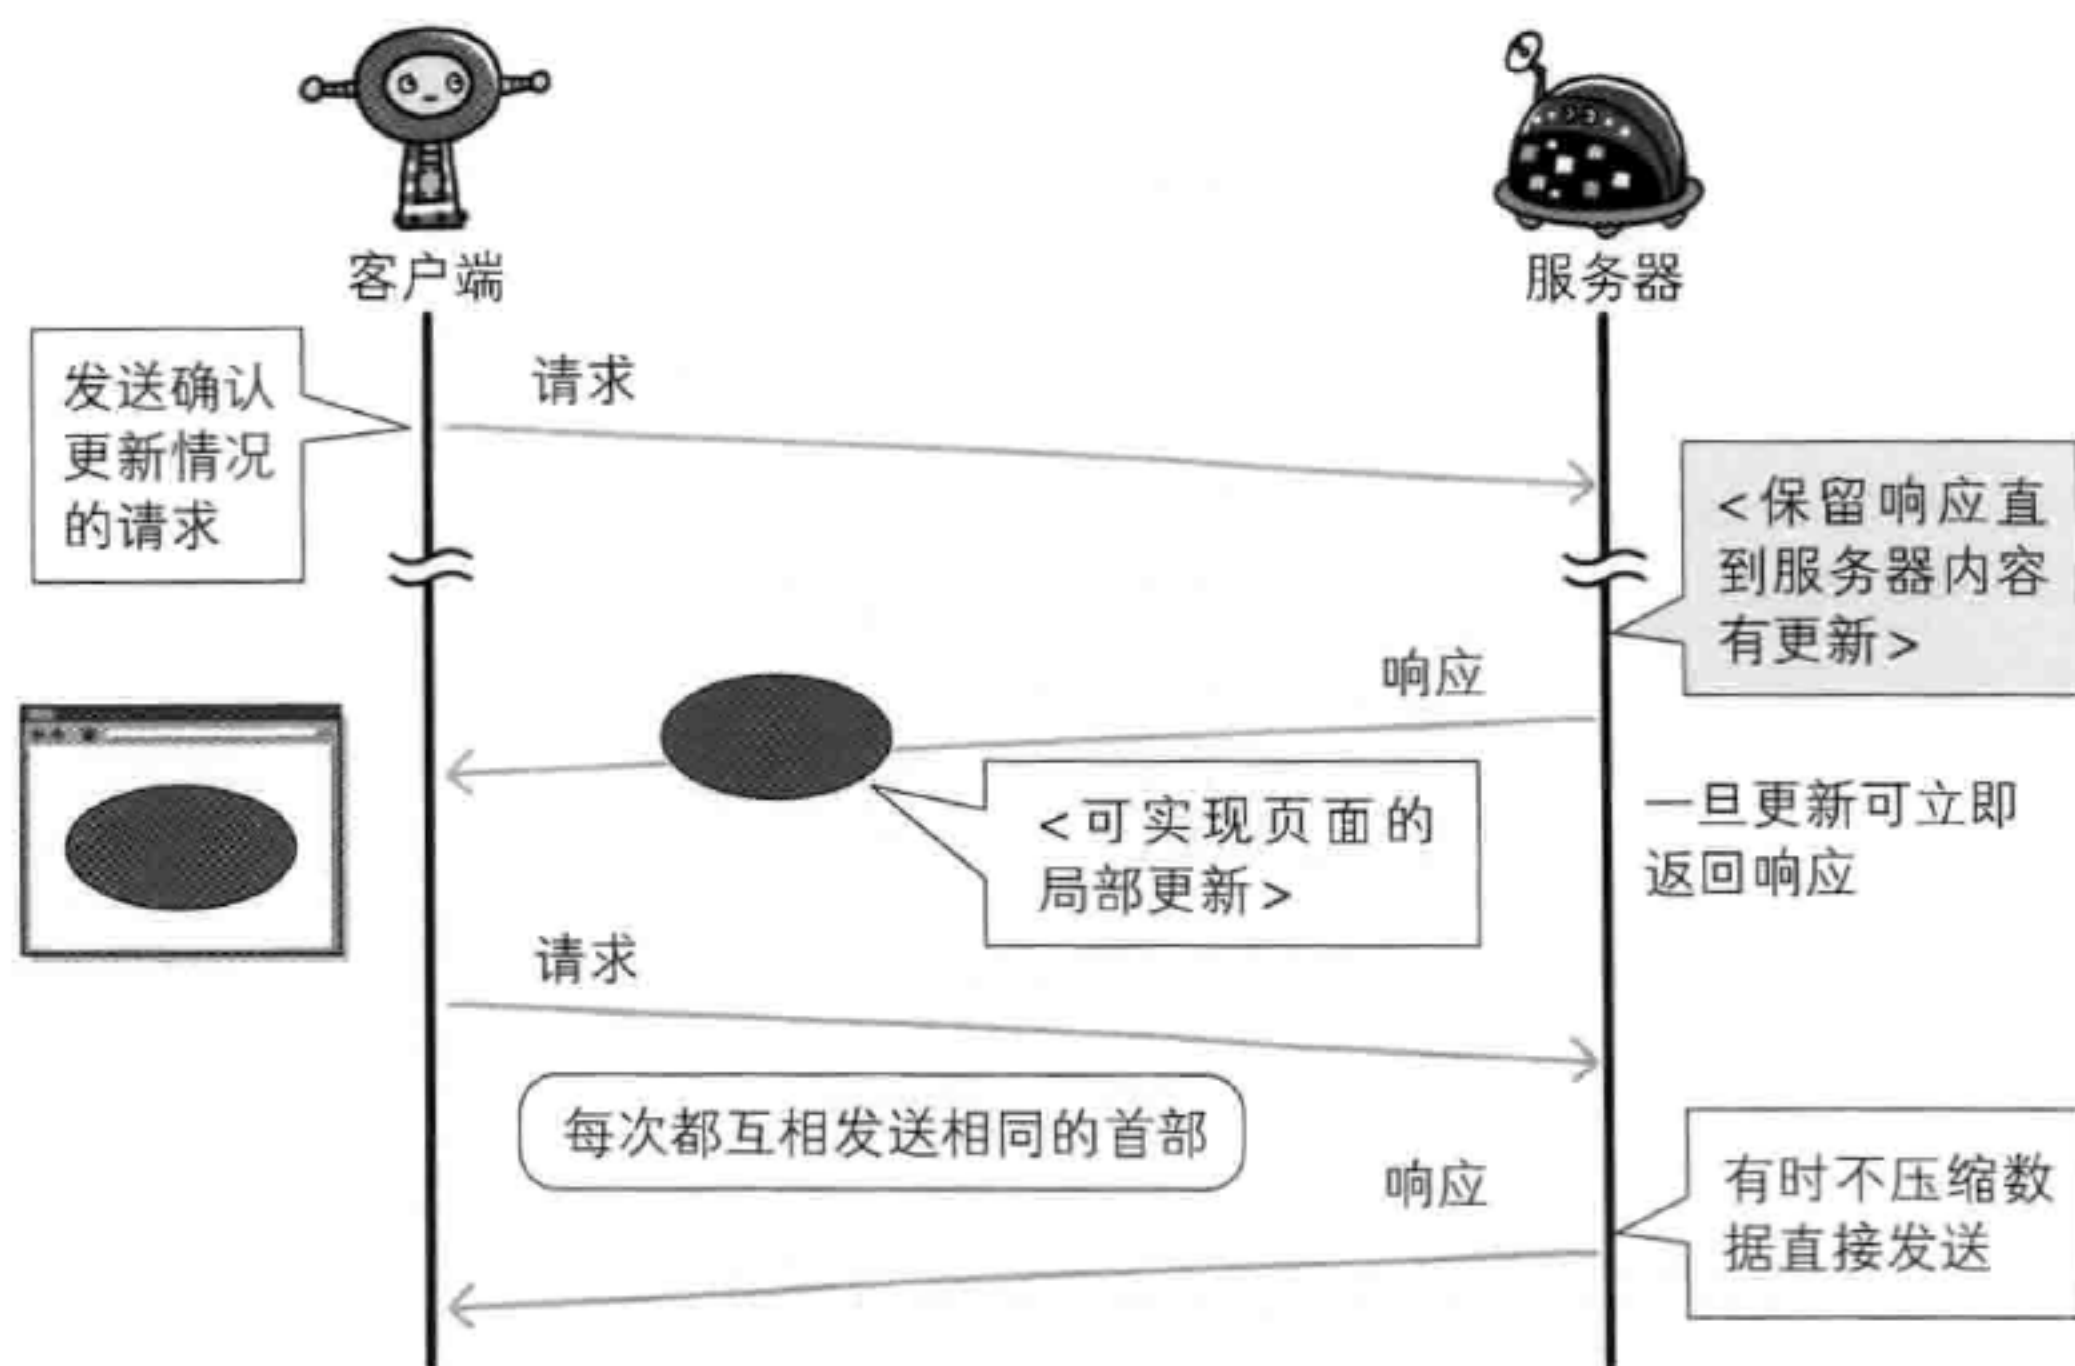 客户端
服务器
发送确认
更新情况
的请求
请求
<保留响应直
到服务器内容
有更新>
响应
<可实现页面的
局部更新>
一旦更新可立即
返回响应
请求
每次都互相发送相同的首部
响应
有时不压缩数
据直接发送